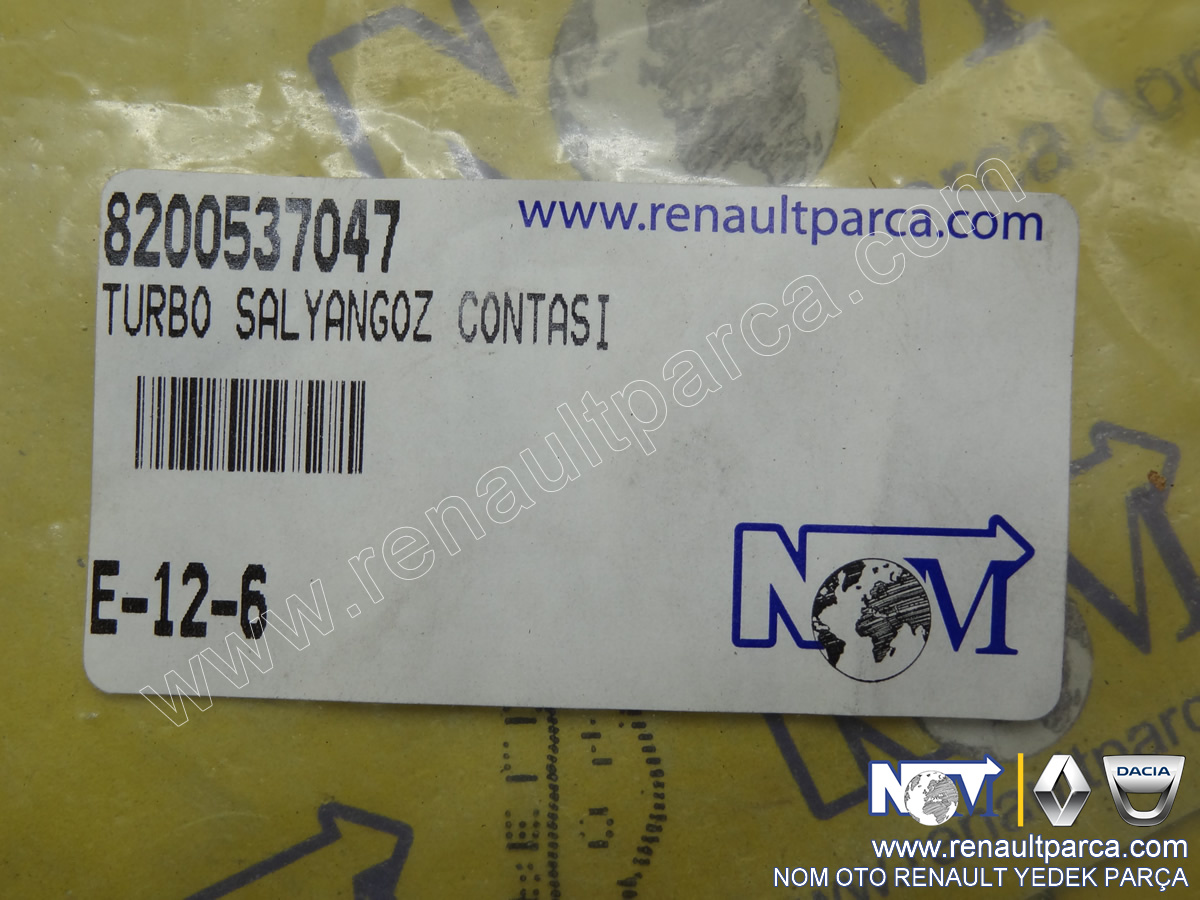 8200537047
www.renaultparca.com
TURBO SALYANGOZ CONTASI
E-12-6
NOM
www.renaultparca.com
NOM
DACIA
www.renaultparca.com
NOM OTO RENAULT YEDEK PARÇA